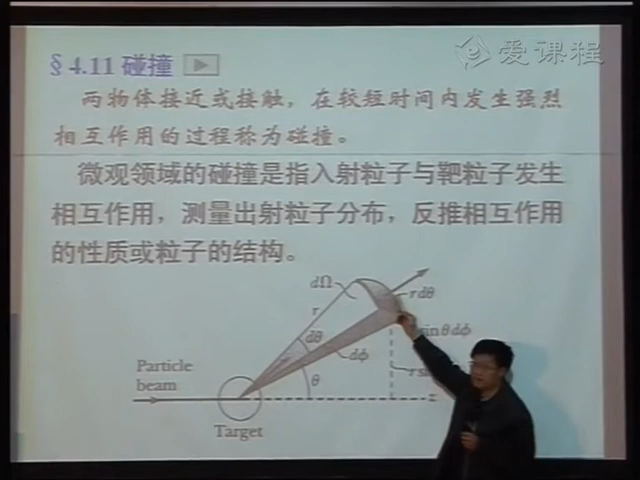 爱课程
§ 4.11 碰撞
两物体接近或接触，在较短时间内发生强烈
相互作用的过程称为碰撞。
微观领域的碰撞是指入射粒子与靶粒子发生
相互作用，测量出射粒子分布，反推相互作用
的性质或粒子的结构。
dΩ
r dθ
r
dθ
dϕ
sin θ dϕ
θ
Particle
beam
z
Target